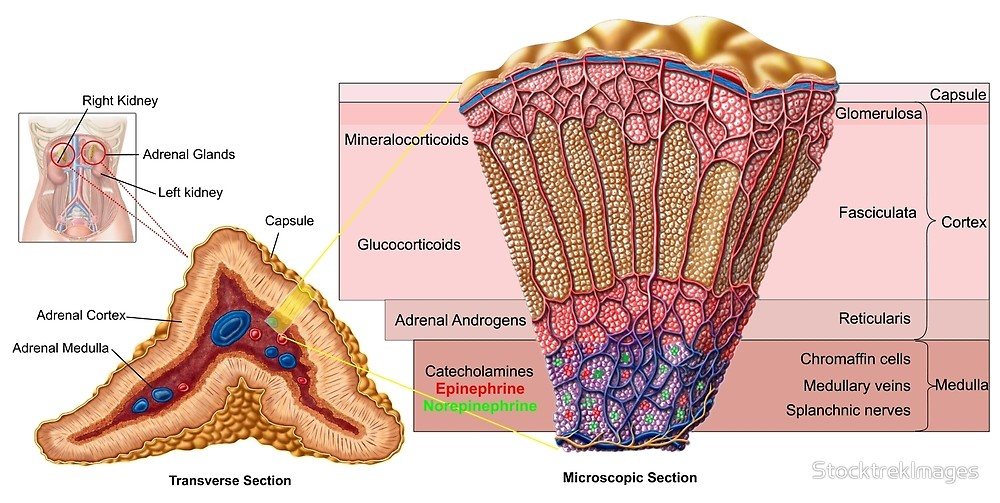 Right Kidney
Adrenal Glands
Left kidney
Capsule
Adrenal Cortex
Adrenal Medulla
Transverse Section
Capsule
Glomerulosa
Mineralocorticoids
Fasciculata
Cortex
Glucocorticoids
Adrenal Androgens
Reticularis
Catecholamines
Epinephrine
Norepinephrine
Chromaffin cells
Medullary veins
Splanchnic nerves
Medulla
Microscopic Section
StocktrekImages